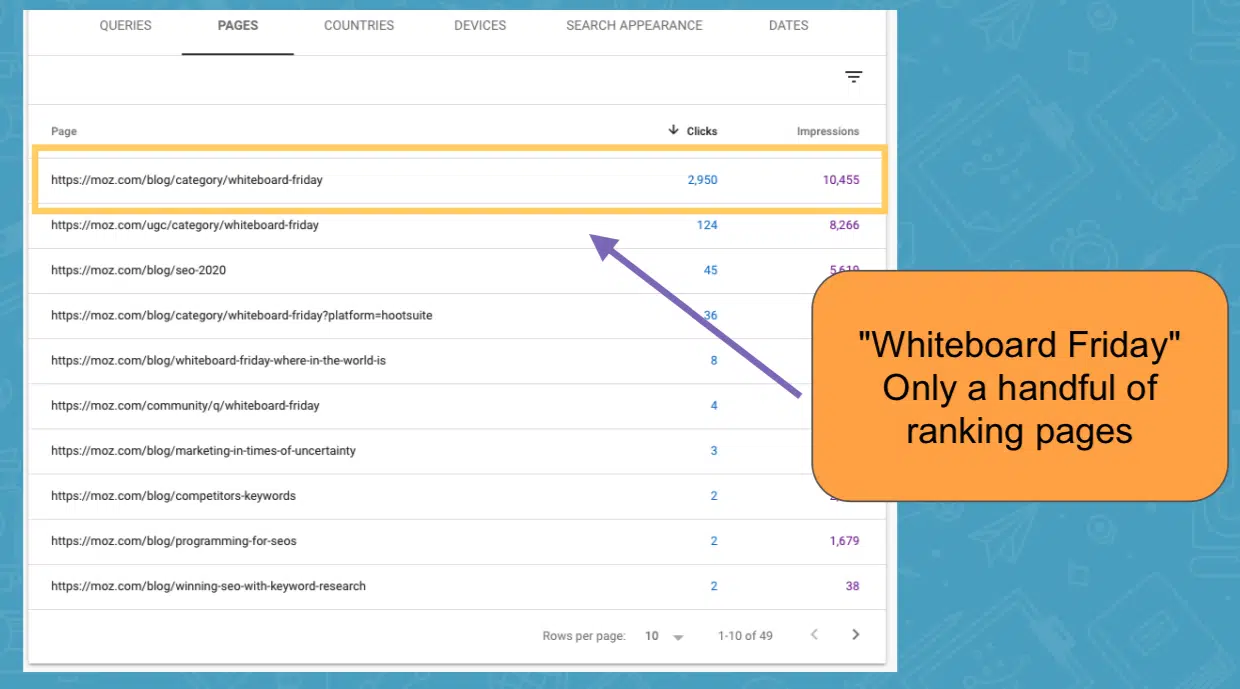 QUERIES PAGES COUNTRIES DEVICES SEARCH APPEARANCE DATES
Page Clicks Impressions
https://moz.com/blog/category/whiteboard-friday 2,950 10,455
https://moz.com/ugc/category/whiteboard-friday 124 8,266
https://moz.com/blog/seo-2020 45 5,619
https://moz.com/blog/category/whiteboard-friday?platform=hootsuite 36
https://moz.com/blog/whiteboard-friday-where-in-the-world-is 8
https://moz.com/community/q/whiteboard-friday 4
https://moz.com/blog/marketing-in-times-of-uncertainty 3
https://moz.com/blog/competitors-keywords 2
https://moz.com/blog/programming-for-seos 2 1,679
https://moz.com/blog/winning-seo-with-keyword-research 2 38
Rows per page: 10 1-10 of 49
"Whiteboard Friday"
Only a handful of
ranking pages